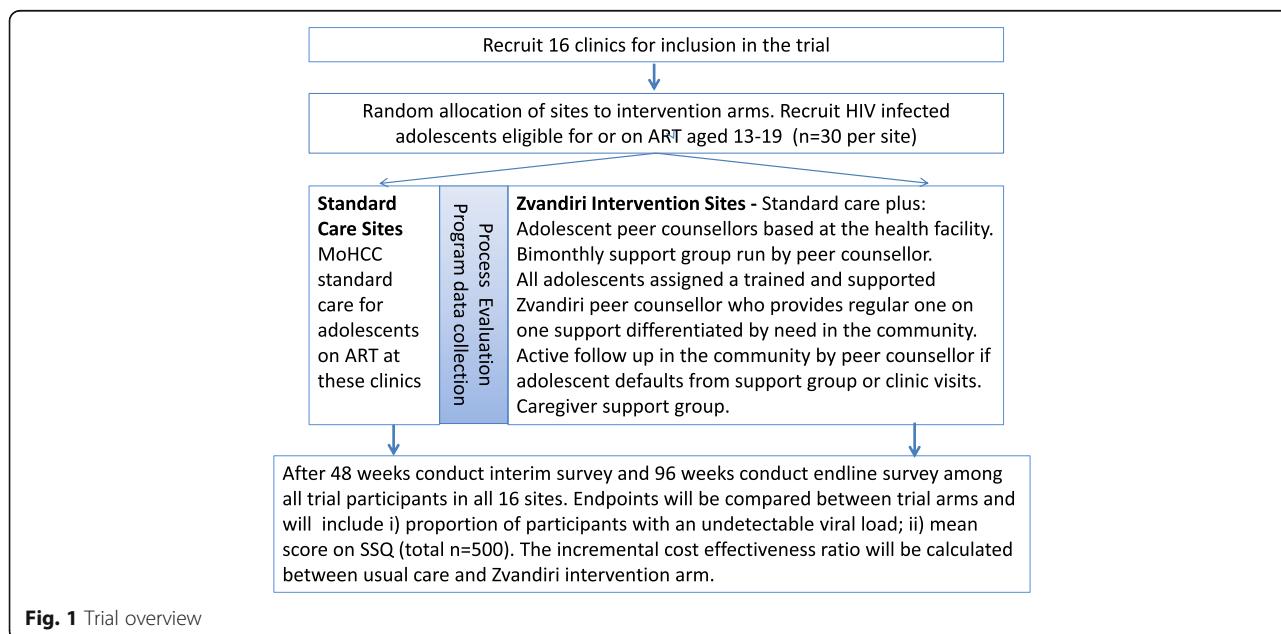 Recruit 16 clinics for inclusion in the trial
Random allocation of sites to intervention arms. Recruit HIV infected
adolescents eligible for or on ART aged 13-19 (n=30 per site)
Standard
Care Sites
MoHCC
standard
care for
adolescents
on ART at
these clinics
Process Evaluation
Program data collection
Zvandiri Intervention Sites - Standard care plus:
Adolescent peer counsellors based at the health facility.
Bimonthly support group run by peer counsellor.
All adolescents assigned a trained and supported
Zvandiri peer counsellor who provides regular one on
one support differentiated by need in the community.
Active follow up in the community by peer counsellor if
adolescent defaults from support group or clinic visits.
Caregiver support group.
After 48 weeks conduct interim survey and 96 weeks conduct endline survey among
all trial participants in all 16 sites. Endpoints will be compared between trial arms and
will include i) proportion of participants with an undetectable viral load; ii) mean
score on SSQ (total n=500). The incremental cost effectiveness ratio will be calculated
between usual care and Zvandiri intervention arm.
Fig. 1 Trial overview